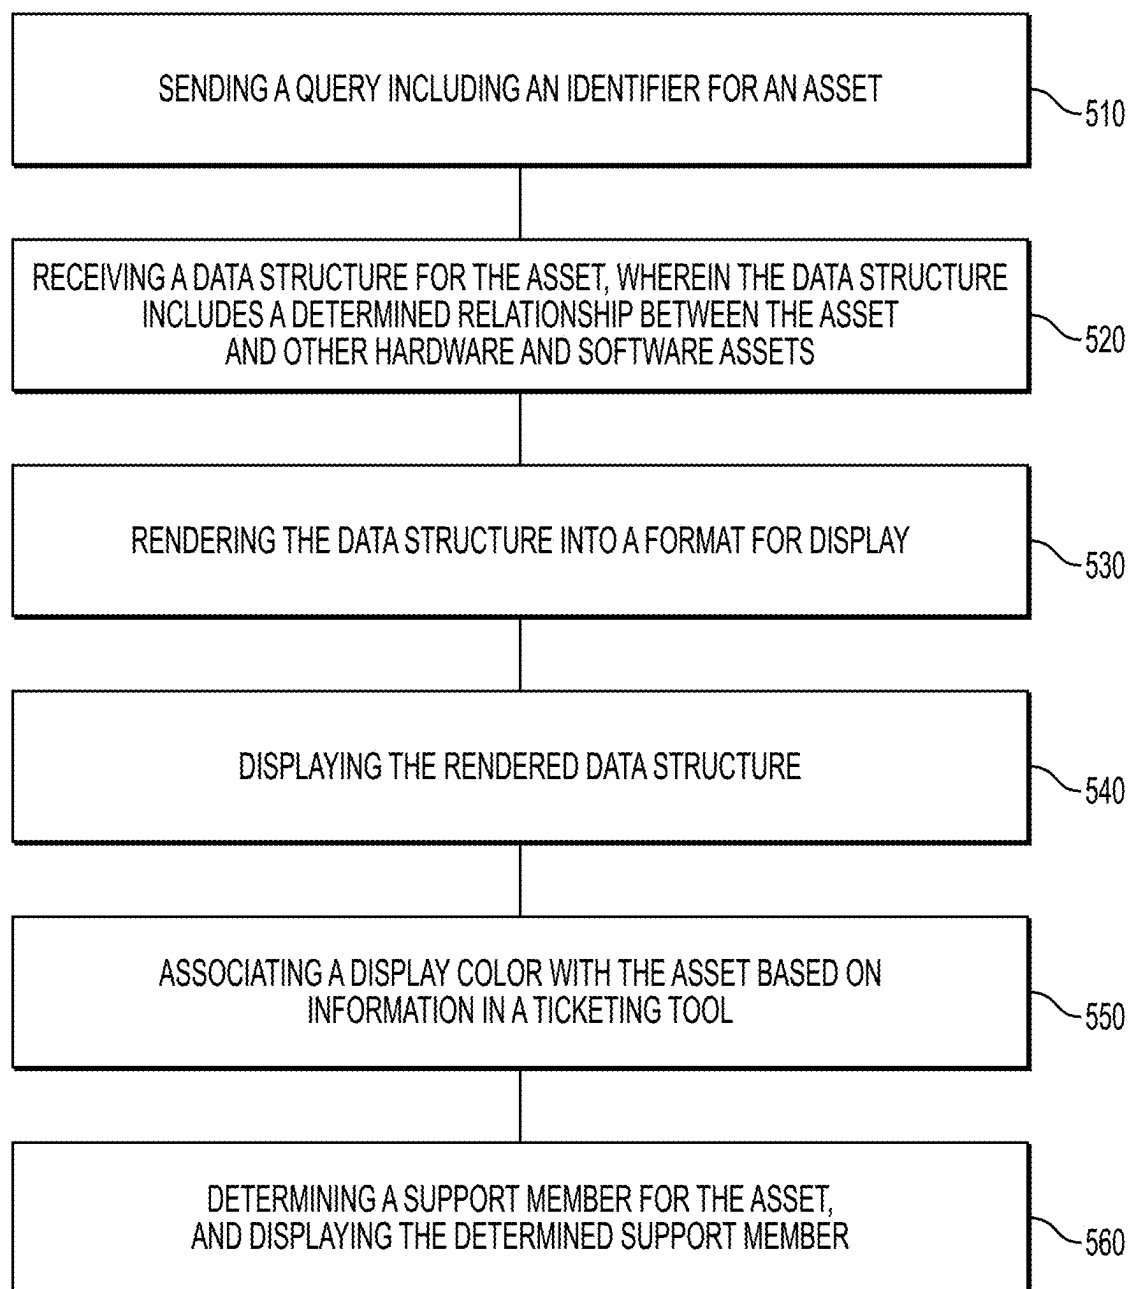 SENDING A QUERY INCLUDING AN IDENTIFIER FOR AN ASSET
510
RECEIVING A DATA STRUCTURE FOR THE ASSET, WHEREIN THE DATA STRUCTURE
INCLUDES A DETERMINED RELATIONSHIP BETWEEN THE ASSET
AND OTHER HARDWARE AND SOFTWARE ASSETS
520
RENDERING THE DATA STRUCTURE INTO A FORMAT FOR DISPLAY
530
DISPLAYING THE RENDERED DATA STRUCTURE
540
ASSOCIATING A DISPLAY COLOR WITH THE ASSET BASED ON
INFORMATION IN A TICKETING TOOL
550
DETERMINING A SUPPORT MEMBER FOR THE ASSET,
AND DISPLAYING THE DETERMINED SUPPORT MEMBER
560